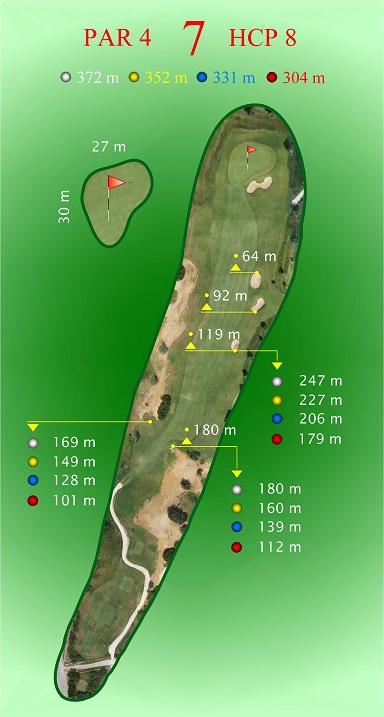 PAR 4 7 HCP 8
372 m 352 m 331 m 304 m
27 m
30 m
64 m
92 m
119 m
247 m
227 m
206 m
179 m
180 m
169 m
149 m
128 m
101 m
180 m
160 m
139 m
112 m